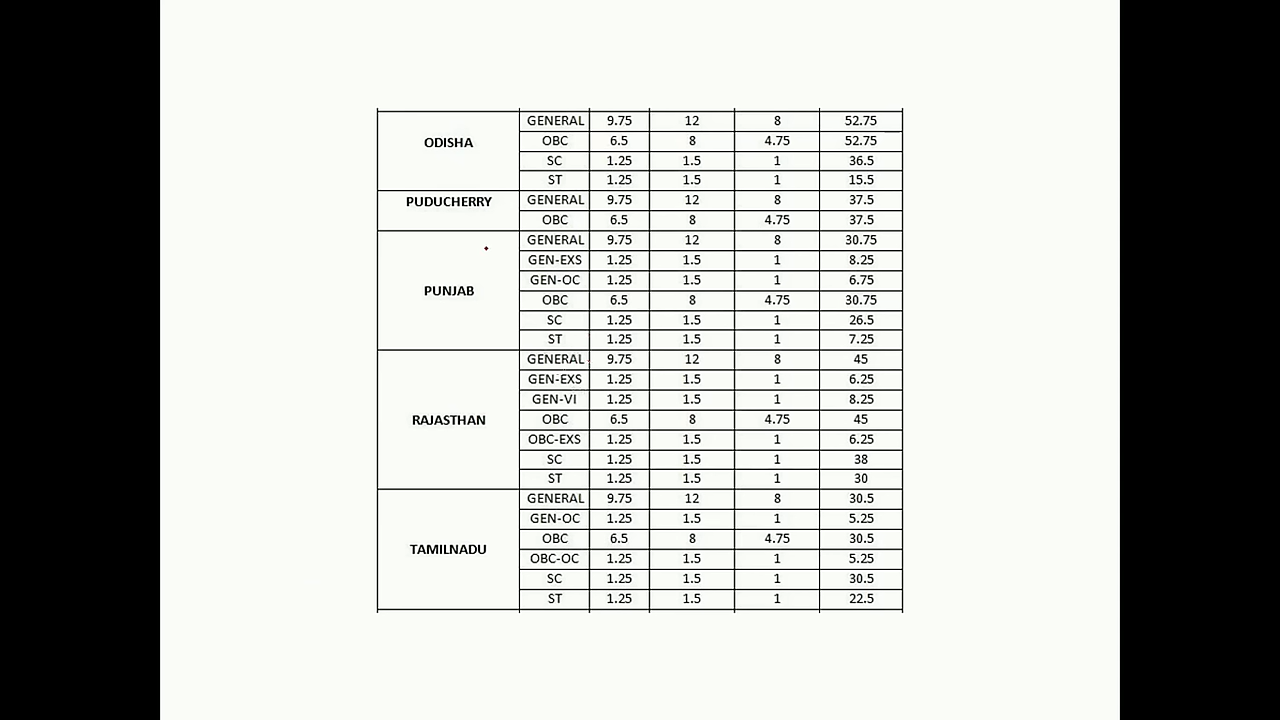 ODISHA GENERAL 9.75 12 8 52.75
OBC 6.5 8 4.75 52.75
SC 1.25 1.5 1 36.5
ST 1.25 1.5 1 15.5
PUDUCHERRY GENERAL 9.75 12 8 37.5
OBC 6.5 8 4.75 37.5
PUNJAB GENERAL 9.75 12 8 30.75
GEN-EXS 1.25 1.5 1 8.25
GEN-OC 1.25 1.5 1 6.75
OBC 6.5 8 4.75 30.75
SC 1.25 1.5 1 26.5
ST 1.25 1.5 1 7.25
RAJASTHAN GENERAL 9.75 12 8 45
GEN-EXS 1.25 1.5 1 6.25
GEN-VI 1.25 1.5 1 8.25
OBC 6.5 8 4.75 45
OBC-EXS 1.25 1.5 1 6.25
SC 1.25 1.5 1 38
ST 1.25 1.5 1 30
TAMILNADU GENERAL 9.75 12 8 30.5
GEN-OC 1.25 1.5 1 5.25
OBC 6.5 8 4.75 30.5
OBC-OC 1.25 1.5 1 5.25
SC 1.25 1.5 1 30.5
ST 1.25 1.5 1 22.5